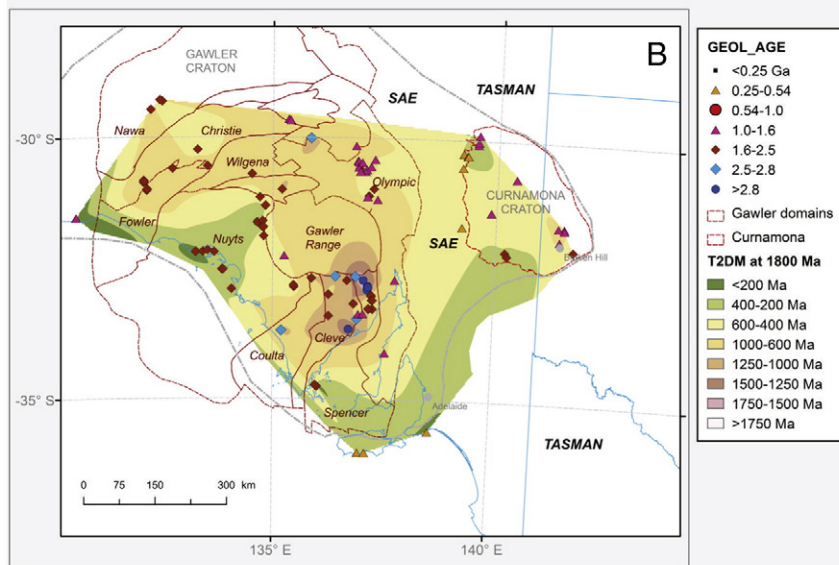 B
GAWLER
CRATON
SAE
TASMAN
-30° S
Nawa
Christie
Wilgena
Olympic
CURNAMONA
CRATON
Fowler
Nuyts
Gawler
Range
SAE
Broken Hill
Cleve
Coulta
-35° S
Spencer
Adelaide
TASMAN
0 75 150 300 km
135° E
140° E
GEOL_AGE
<0.25 Ga
0.25-0.54
0.54-1.0
1.0-1.6
1.6-2.5
2.5-2.8
>2.8
Gawler domains
Curnamona
T2DM at 1800 Ma
<200 Ma
400-200 Ma
600-400 Ma
1000-600 Ma
1250-1000 Ma
1500-1250 Ma
1750-1500 Ma
>1750 Ma